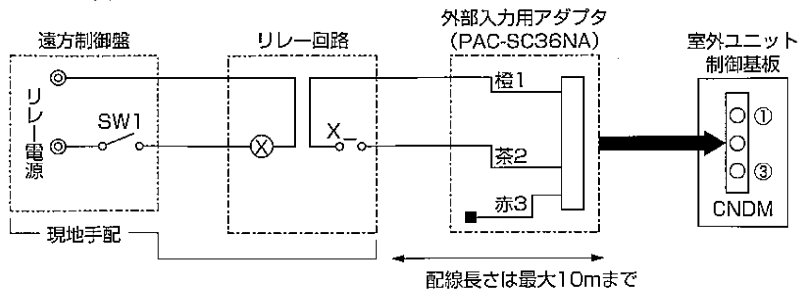 外部入力用アダプタ
(PAC-SC36NA)
遠方制御盤
リレー回路
室外ユニット
制御基板
リレー電源
SW1
X
X
橙1
茶2
赤3
①
③
CNDM
現地手配
配線長さは最大10mまで